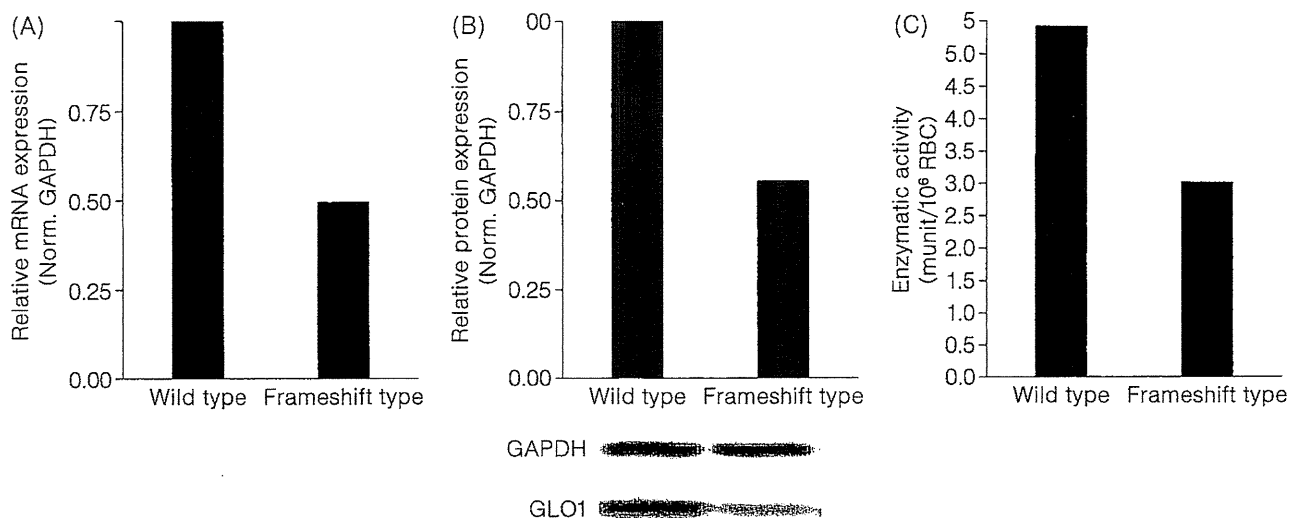 (A)
Relative mRNA expression
(Norm. GAPDH)
0.75
0.50
0.25
0.00
Wild type Frameshift type
(B)
Relative protein expression
(Norm. GAPDH)
00
0.75
0.50
0.25
00
Wild type Frameshift type
GAPDH
GLO1
(C)
Enzymatic activity
(munit/10⁶ RBC)
5
5.5
5.0
4.5
4.0
3.5
3.0
2.5
2.0
1.5
1.0
0.5
0.0
Wild type Frameshift type